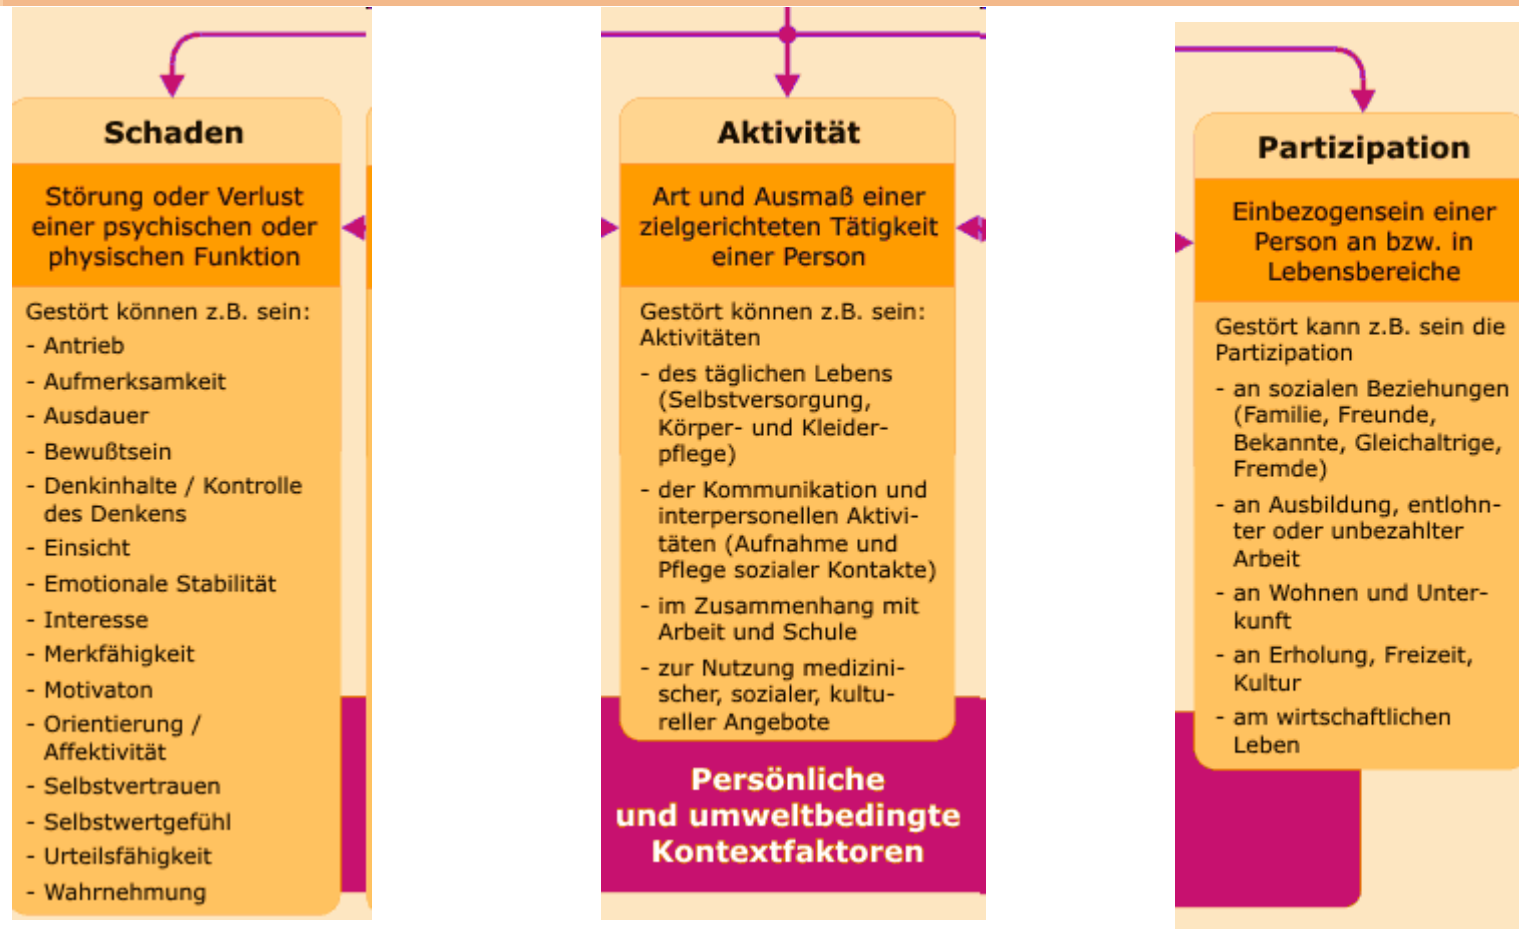 Schaden
Störung oder Verlust
einer psychischen oder
physischen Funktion
Gestört können z.B. sein:
- Antrieb
- Aufmerksamkeit
- Ausdauer
- Bewußtsein
- Denkinhalte / Kontrolle
des Denkens
- Einsicht
- Emotionale Stabilität
- Interesse
- Merkfähigkeit
- Motivaton
- Orientierung /
Affektivität
- Selbstvertrauen
- Selbstwertgefühl
- Urteilsfähigkeit
- Wahrnehmung
Aktivität
Art und Ausmaß einer
zielgerichteten Tätigkeit
einer Person
Gestört können z.B. sein:
Aktivitäten
- des täglichen Lebens
(Selbstversorgung,
Körper- und Kleider-
pflege)
- der Kommunikation und
interpersonellen Aktivi-
täten (Aufnahme und
Pflege sozialer Kontakte)
- im Zusammenhang mit
Arbeit und Schule
- zur Nutzung medizini-
scher, sozialer, kultu-
reller Angebote
Persönliche
und umweltbedingte
Kontextfaktoren
Partizipation
Einbezogensein einer
Person an bzw. in
Lebensbereiche
Gestört kann z.B. sein die
Partizipation
- an sozialen Beziehungen
(Familie, Freunde,
Bekannte, Gleichaltrige,
Fremde)
- an Ausbildung, entlohn-
ter oder unbezahlter
Arbeit
- an Wohnen und Unter-
kunft
- an Erholung, Freizeit,
Kultur
- am wirtschaftlichen
Leben